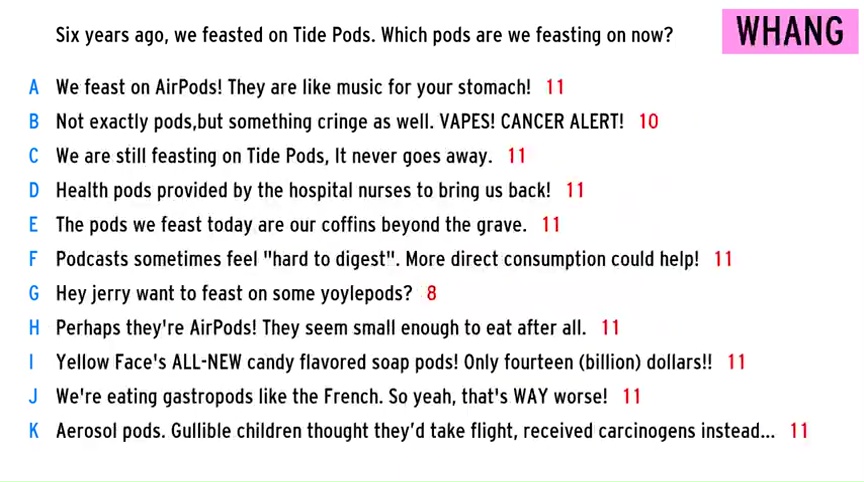 Six years ago, we feasted on Tide Pods. Which pods are we feasting on now?
WHANG
A We feast on AirPods! They are like music for your stomach! 11
B Not exactly pods,but something cringe as well. VAPES! CANCER ALERT! 10
C We are still feasting on Tide Pods, It never goes away. 11
D Health pods provided by the hospital nurses to bring us back! 11
E The pods we feast today are our coffins beyond the grave. 11
F Podcasts sometimes feel "hard to digest". More direct consumption could help! 11
G Hey jerry want to feast on some yoylepods? 8
H Perhaps they're AirPods! They seem small enough to eat after all. 11
I Yellow Face's ALL-NEW candy flavored soap pods! Only fourteen (billion) dollars!! 11
J We're eating gastropods like the French. So yeah, that's WAY worse! 11
K Aerosol pods. Gullible children thought they’d take flight, received carcinogens instead... 11